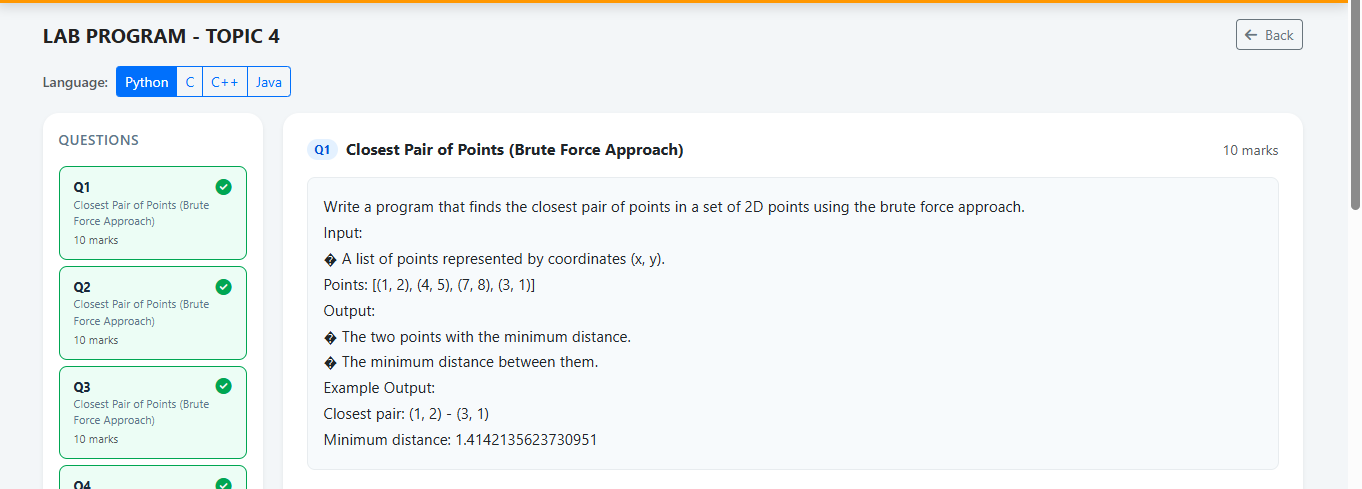 LAB PROGRAM - TOPIC 4
Back
Language: Python C C++ Java
QUESTIONS
Q1
Closest Pair of Points (Brute
Force Approach)
10 marks
Q2
Closest Pair of Points (Brute
Force Approach)
10 marks
Q3
Closest Pair of Points (Brute
Force Approach)
10 marks
Q4
Q1 Closest Pair of Points (Brute Force Approach)
10 marks
Write a program that finds the closest pair of points in a set of 2D points using the brute force approach.
Input:
� A list of points represented by coordinates (x, y).
Points: [(1, 2), (4, 5), (7, 8), (3, 1)]
Output:
� The two points with the minimum distance.
� The minimum distance between them.
Example Output:
Closest pair: (1, 2) - (3, 1)
Minimum distance: 1.4142135623730951